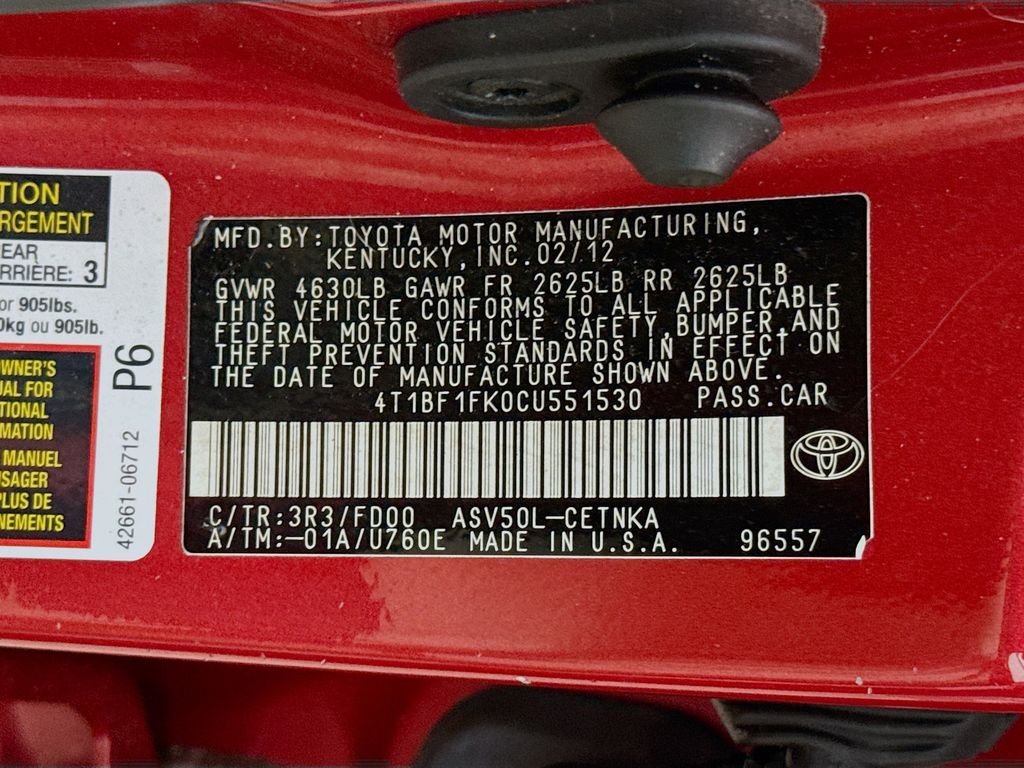 TION
RGEMENT
EAR
RRIÈRE: 3
or 905lbs.
0kg ou 905lb.
OWNER'S
UAL FOR
TIONAL
MATION
MANUEL
USAGER
PLUS DE
NEMENTS
P6
42661-06712
MFD.BY:TOYOTA MOTOR MANUFACTURING,
KENTUCKY,INC.02/12
GVWR 4630LB GAWR FR 2625LB RR 2625LB
THIS VEHICLE CONFORMS TO ALL APPLICABLE
FEDERAL MOTOR VEHICLE SAFETY,BUMPER,AND
THEFT PREVENTION STANDARDS IN EFFECT ON
THE DATE OF MANUFACTURE SHOWN ABOVE.
4T1BF1FK0CU551530 PASS.CAR
C/TR:3R3/FD00 ASV50L-CETNKA
A/TM:-01A/U760E MADE IN U.S.A. 96557